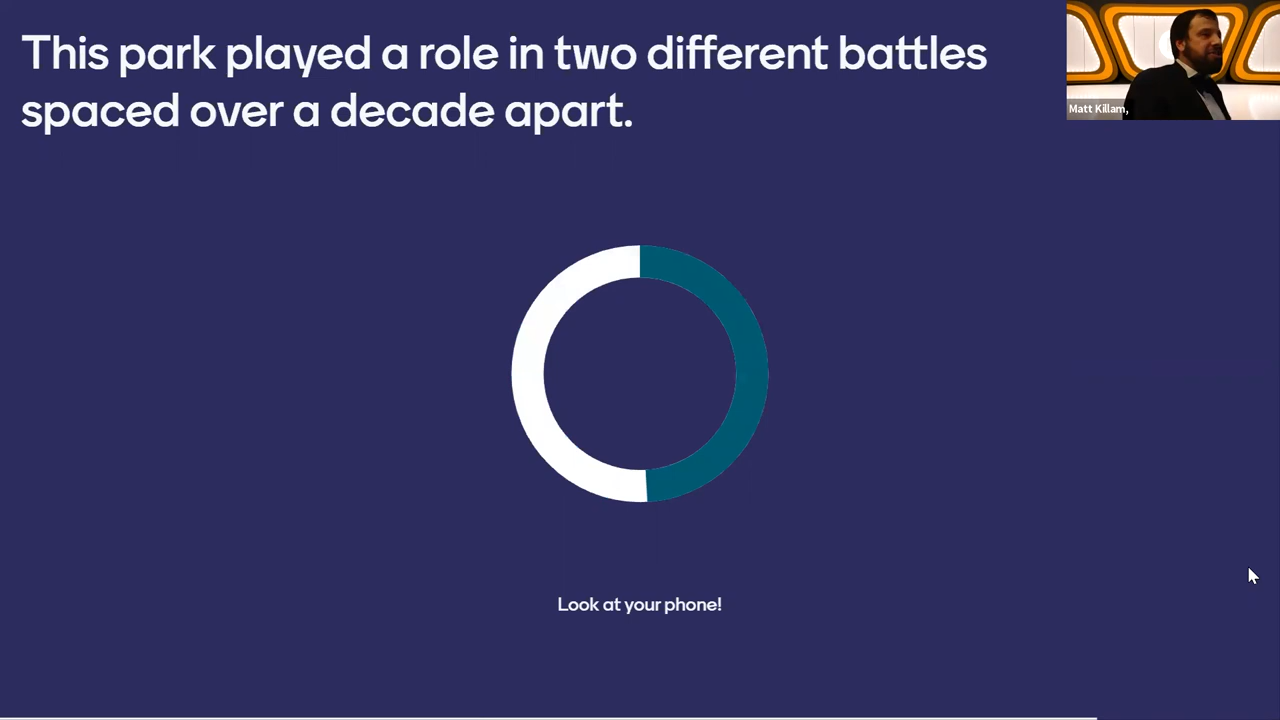 This park played a role in two different battles
spaced over a decade apart.
Matt Killam,
Look at your phone!